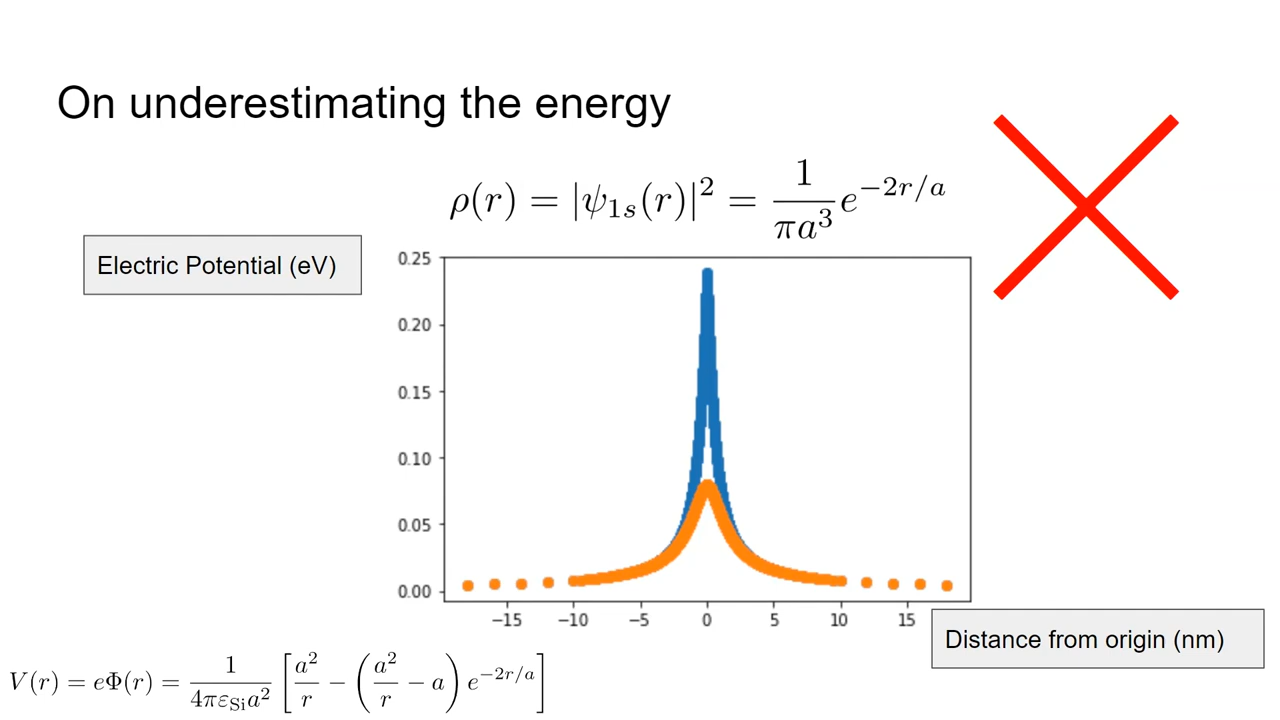 On underestimating the energy
ρ(r) = |ψ₁ₛ(r)|² = 1/(πa³) e^{−2r/a}
Electric Potential (eV)
0.25
0.20
0.15
0.10
0.05
0.00
−15 −10 −5 0 5 10 15
Distance from origin (nm)
V(r) = eΦ(r) = 1/(4πε_{Si}a²) [a²/r − (a²/r − a) e^{−2r/a}]